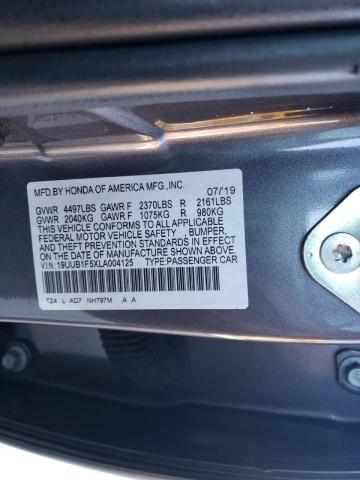 MFD.BY HONDA OF AMERICA MFG.,INC. 07/19
GVWR 4497LBS GAWR F 2370LBS R 2161LBS
GVWR 2040KG GAWR F 1075KG R 980KG
THIS VEHICLE CONFORMS TO ALL APPLICABLE
FEDERAL MOTOR VEHICLE SAFETY , BUMPER,
AND THEFT PREVENTION STANDARDS IN EFFECT
ON THE DATE OF MANUFACTURE SHOWN ABOVE.
V.I.N: 19UUB1F5XLA004125 TYPE:PASSENGER CAR
TZ4 L AD7 NH797M .A .A